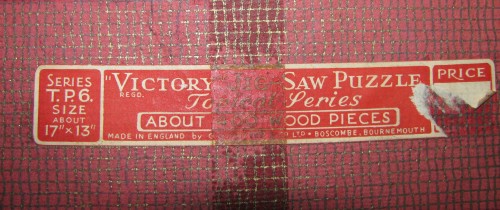 SERIES
T.P.6.
SIZE
ABOUT
17" × 13"
"VICTORY SAW PUZZLE
REGD.
Series
ABOUT OOD PIECES
MADE IN ENGLAND by LTD • BOSCOMBE, BOURNEMOUTH
PRICE